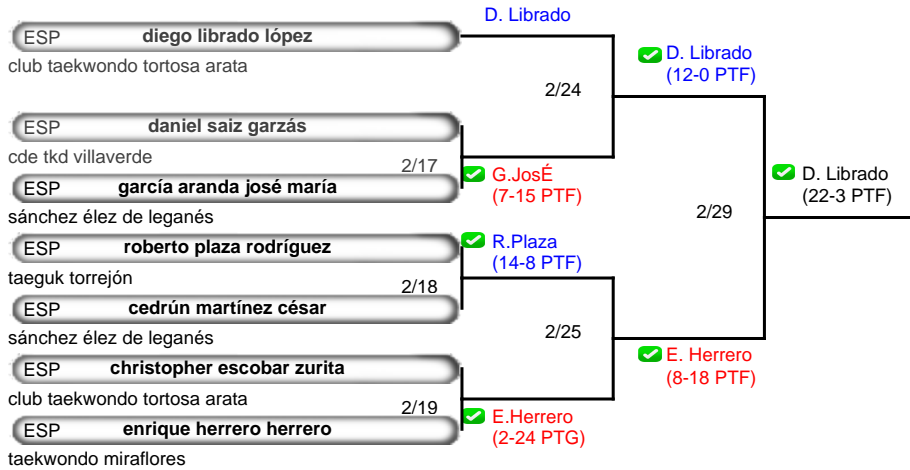 D. Librado
ESP diego librado lópez
club taekwondo tortosa arata
D. Librado
(12-0 PTF)
2/24
ESP daniel saiz garzás
cde tkd villaverde
2/17
ESP garcía aranda josé maría
sánchez élez de leganés
G.JosÉ
(7-15 PTF)
D. Librado
(22-3 PTF)
2/29
ESP roberto plaza rodríguez
taeguk torrejón
R.Plaza
(14-8 PTF)
2/18
ESP cedrún martínez césar
sánchez élez de leganés
2/25
E. Herrero
(8-18 PTF)
ESP christopher escobar zurita
club taekwondo tortosa arata
2/19
ESP enrique herrero herrero
taekwondo miraflores
E.Herrero
(2-24 PTG)